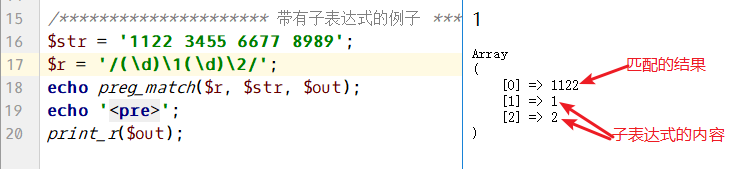 15 /********************* 带有子表达式的例子 ***
16 $str = '1122 3455 6677 8989';
17 $r = '/(\d)\1(\d)\2/';
18 echo preg_match($r, $str, $out);
19 echo '<pre>';
20 print_r($out);
1
Array
(
[0] => 1122
[1] => 1
[2] => 2
)
匹配的结果
子表达式的内容